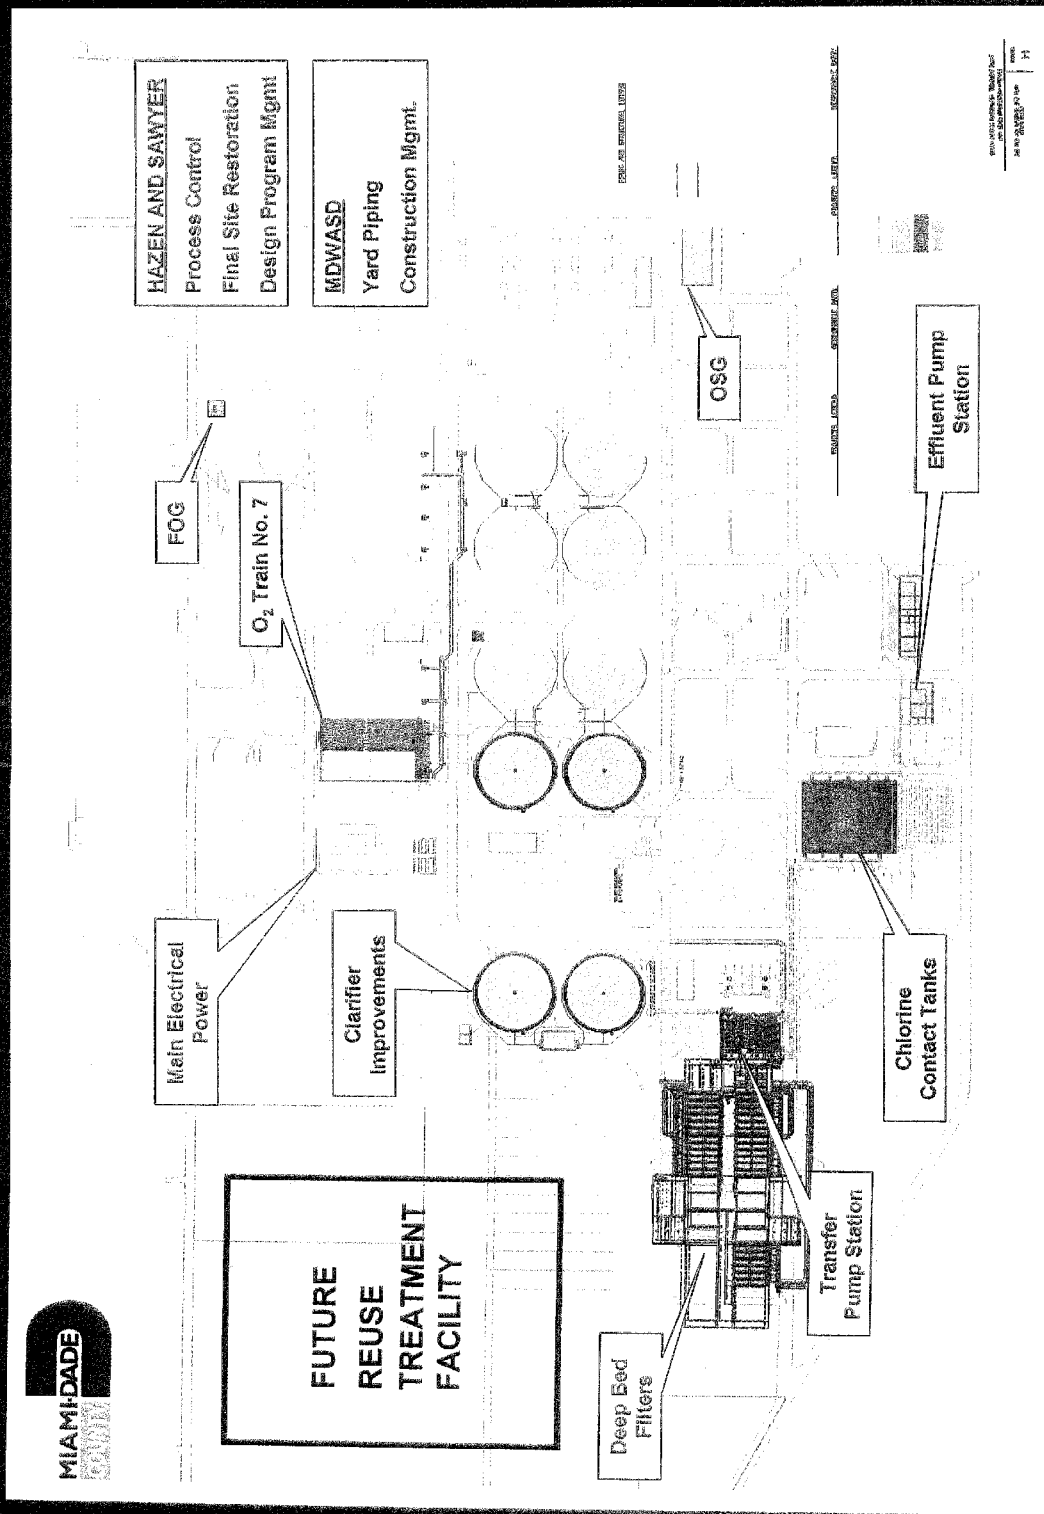 MIAMI-DADE
COUNTY
HAZEN AND SAWYER
Process Control
Final Site Restoration
Design Program Mgmt
MDWASD
Yard Piping
Construction Mgmt.
FOG
O₂ Train No. 7
Main Electrical
Power
Clarifier
Improvements
FUTURE
REUSE
TREATMENT
FACILITY
OSG
Effluent Pump
Station
Chlorine
Contact Tanks
Transfer
Pump Station
Deep Bed
Filters